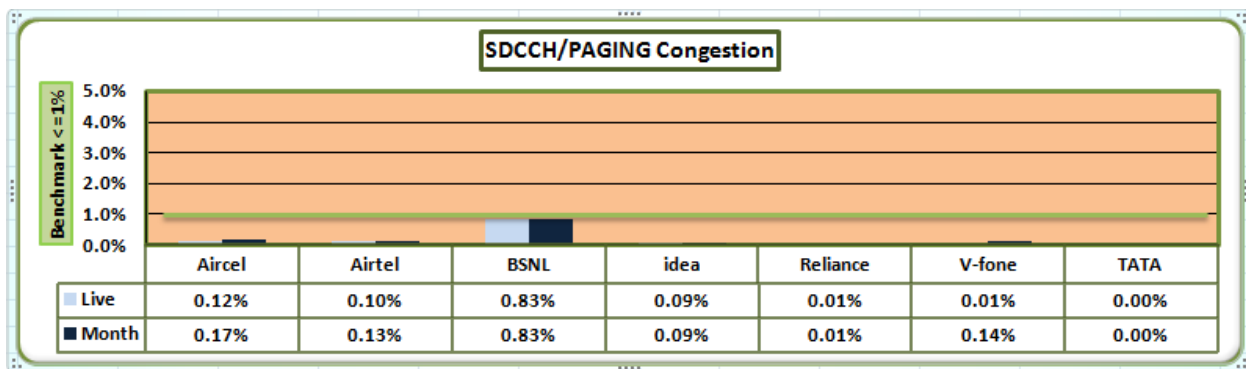 SDCCH/PAGING Congestion
Benchmark <=1%
5.0%
4.0%
3.0%
2.0%
1.0%
0.0%
Aircel Airtel BSNL idea Reliance V-fone TATA
Live 0.12% 0.10% 0.83% 0.09% 0.01% 0.01% 0.00%
Month 0.17% 0.13% 0.83% 0.09% 0.01% 0.14% 0.00%